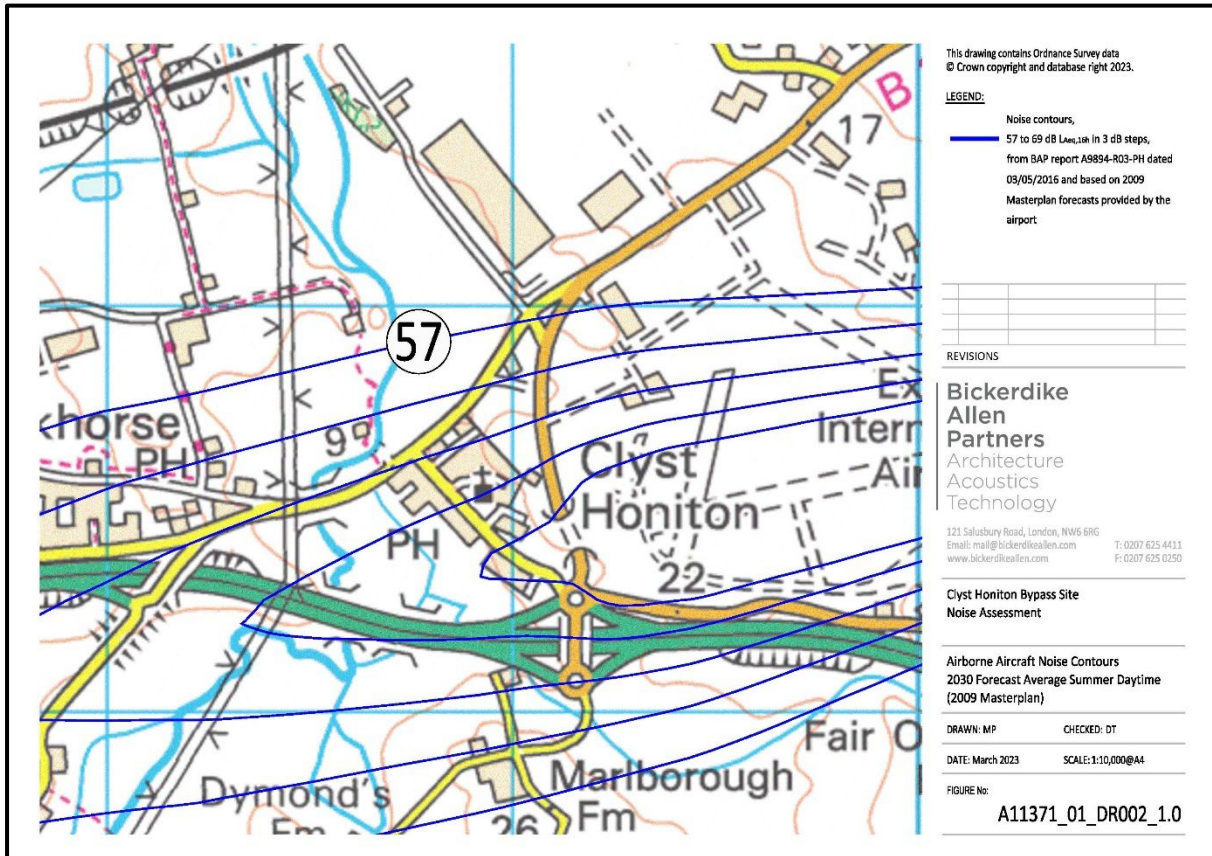 B
17
57
khorse
PH
9
Clyst
Honiton
Ex
Intern
Air
PH
22
Fair O
Dymond's
Fm
Marlborough
Fm
26
This drawing contains Ordnance Survey data
© Crown copyright and database right 2023.
LEGEND:
Noise contours,
57 to 69 dB LAeq,16h in 3 dB steps,
from BAP report A9894-R03-PH dated
03/05/2016 and based on 2009
Masterplan forecasts provided by the
airport
REVISIONS
Bickerdike
Allen
Partners
Architecture
Acoustics
Technology
121 Salusbury Road, London, NW6 6RG
Email: mail@bickerdikeallen.com T: 0207 625 4411
www.bickerdikeallen.com F: 0207 625 0250
Clyst Honiton Bypass Site
Noise Assessment
Airborne Aircraft Noise Contours
2030 Forecast Average Summer Daytime
(2009 Masterplan)
DRAWN: MP CHECKED: DT
DATE: March 2023 SCALE: 1:10,000@A4
FIGURE No:
A11371_01_DR002_1.0